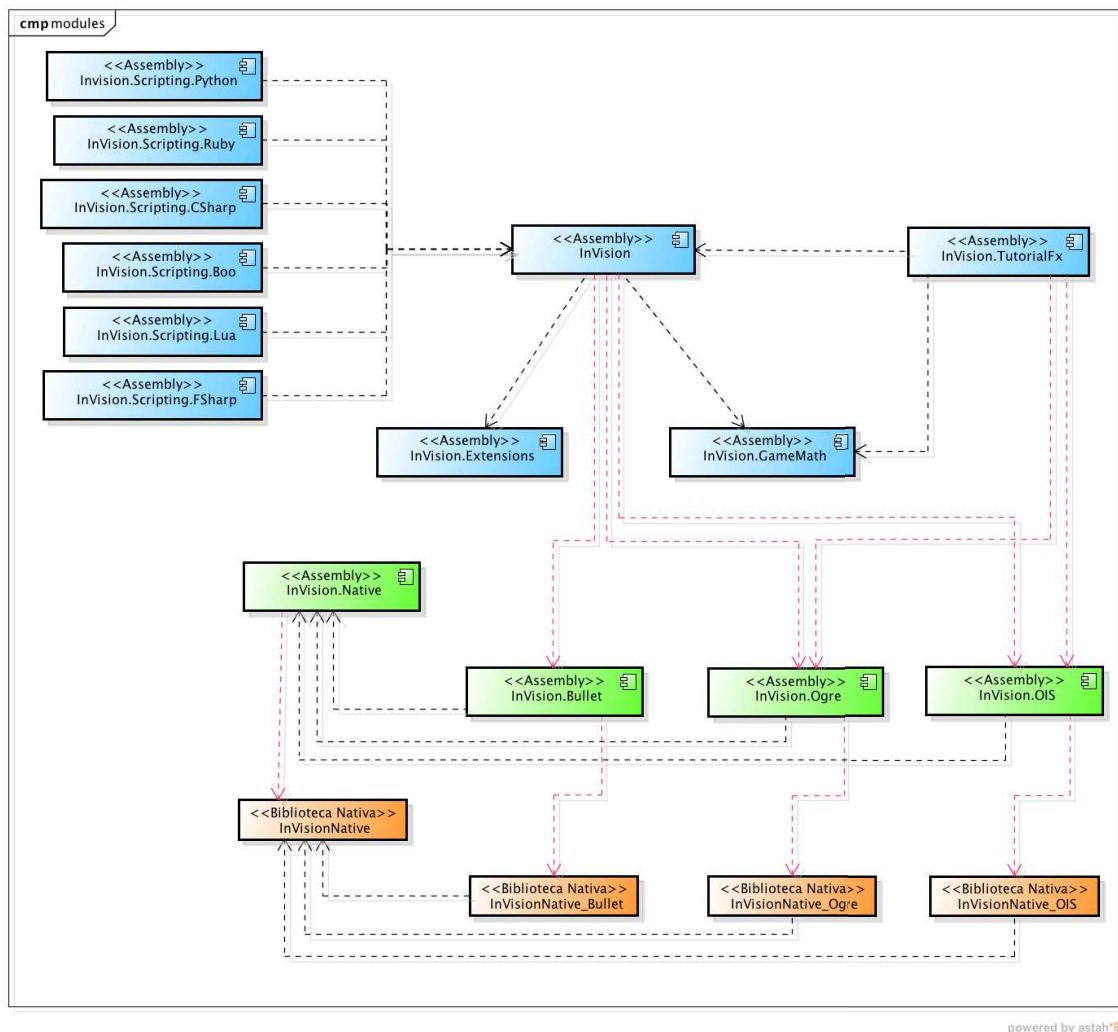 cmp modules
<<Assembly>>
Invision.Scripting.Python
<<Assembly>>
InVision.Scripting.Ruby
<<Assembly>>
InVision.Scripting.CSharp
<<Assembly>>
InVision.Scripting.Boo
<<Assembly>>
InVision.Scripting.Lua
<<Assembly>>
InVision.Scripting.FSharp
<<Assembly>>
InVision
<<Assembly>>
InVision.TutorialFx
<<Assembly>>
InVision.Extensions
<<Assembly>>
InVision.GameMath
<<Assembly>>
InVision.Native
<<Assembly>>
InVision.Bullet
<<Assembly>>
InVision.Ogre
<<Assembly>>
InVision.OIS
<<Biblioteca Nativa>>
InVisionNative
<<Biblioteca Nativa>>
InVisionNative_Bullet
<<Biblioteca Nativa>>
InVisionNative_Ogre
<<Biblioteca Nativa>>
InVisionNative_OIS
powered by astah*